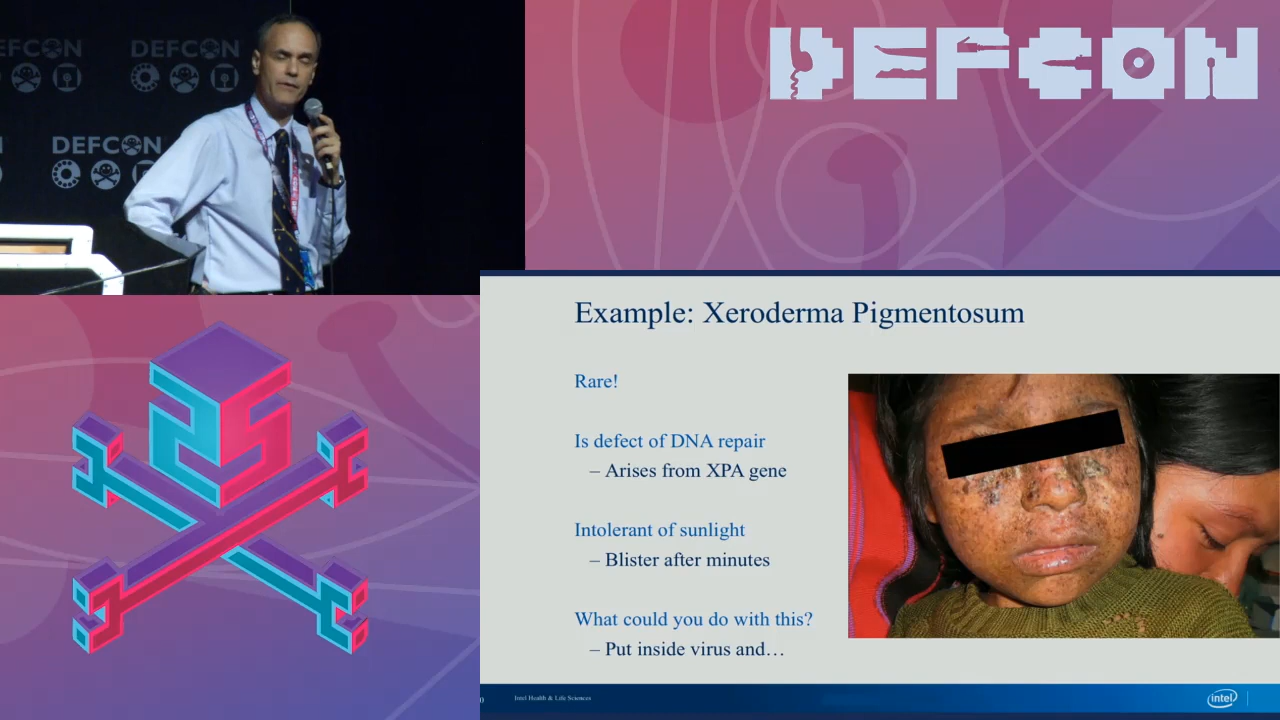 DEFCON
EFCON
DEFCON
DEFCON
Example: Xeroderma Pigmentosum
Rare!
Is defect of DNA repair
– Arises from XPA gene
Intolerant of sunlight
– Blister after minutes
What could you do with this?
– Put inside virus and…
Intel Health & Life Sciences
intel